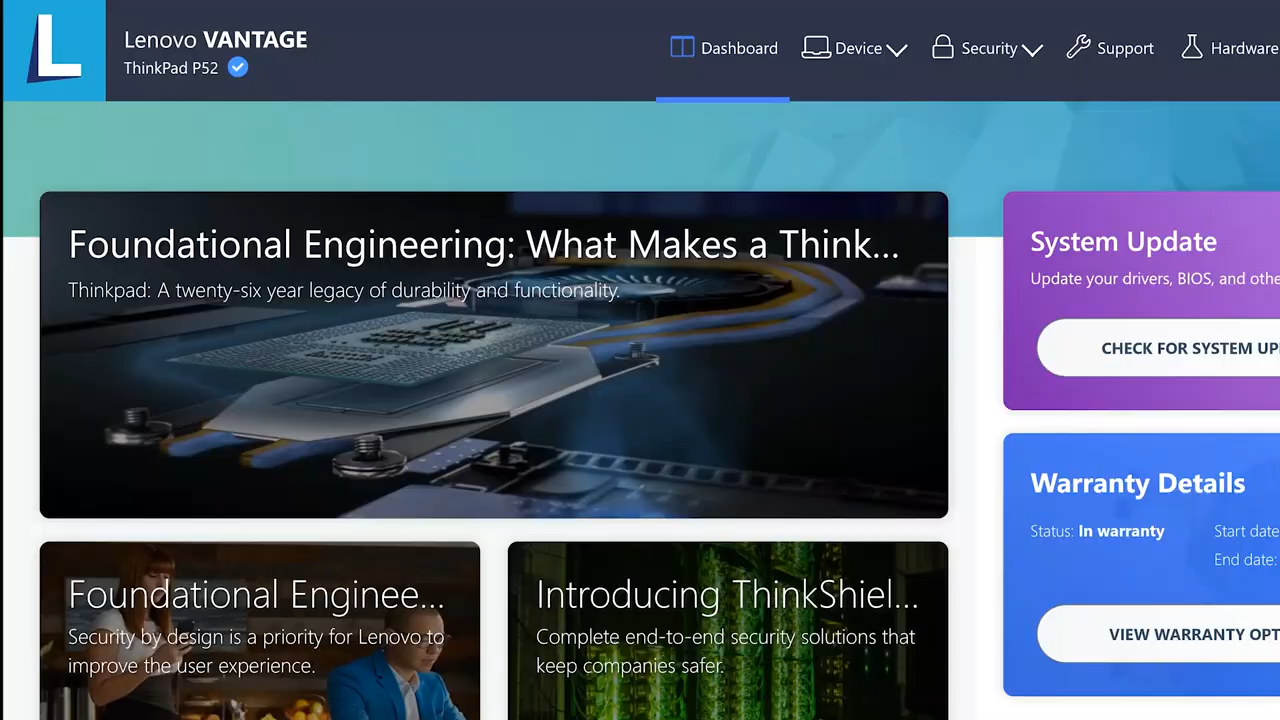 Lenovo VANTAGE
ThinkPad P52
Dashboard
Device
Security
Support
Hardware
Foundational Engineering: What Makes a Think...
Thinkpad: A twenty-six year legacy of durability and functionality.
System Update
Update your drivers, BIOS, and othe
CHECK FOR SYSTEM UP
Warranty Details
Status: In warranty
Start date
End date:
VIEW WARRANTY OPT
Foundational Enginee...
Security by design is a priority for Lenovo to
improve the user experience.
Introducing ThinkShiel...
Complete end-to-end security solutions that
keep companies safer.